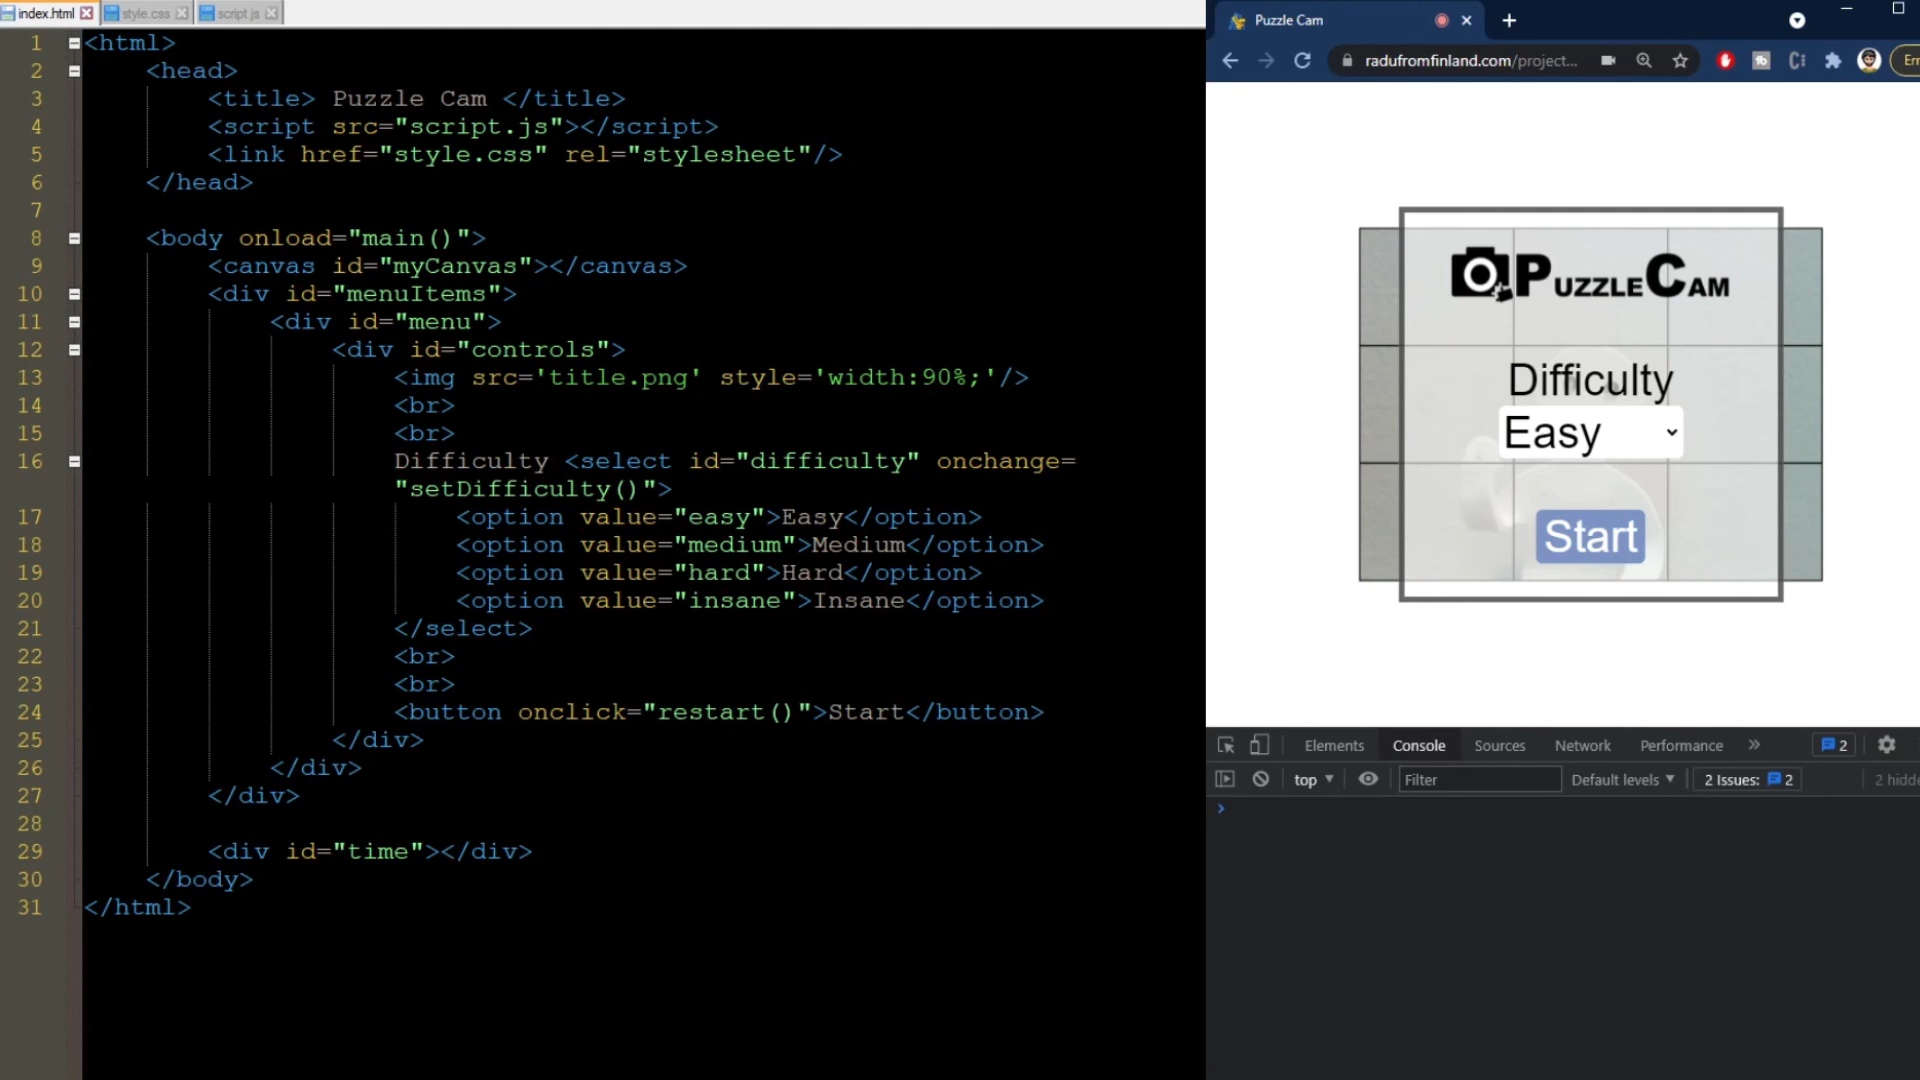 index.html
style.css
script.js
1 <html>
2 <head>
3 <title> Puzzle Cam </title>
4 <script src="script.js"></script>
5 <link href="style.css" rel="stylesheet"/>
6 </head>
7
8 <body onload="main()">
9 <canvas id="myCanvas"></canvas>
10 <div id="menuItems">
11 <div id="menu">
12 <div id="controls">
13 <img src='title.png' style='width:90%;'/>
14 <br>
15 <br>
16 Difficulty <select id="difficulty" onchange=
"setDifficulty()">
17 <option value="easy">Easy</option>
18 <option value="medium">Medium</option>
19 <option value="hard">Hard</option>
20 <option value="insane">Insane</option>
21 </select>
22 <br>
23 <br>
24 <button onclick="restart()">Start</button>
25 </div>
26 </div>
27 </div>
28
29 <div id="time"></div>
30 </body>
31 </html>
Puzzle Cam
radufromfinland.com/project...
Err
PuzzleCam
Difficulty
Easy
Start
Elements Console Sources Network Performance » 2
top Filter Default levels 2 Issues: 2 2 hidde